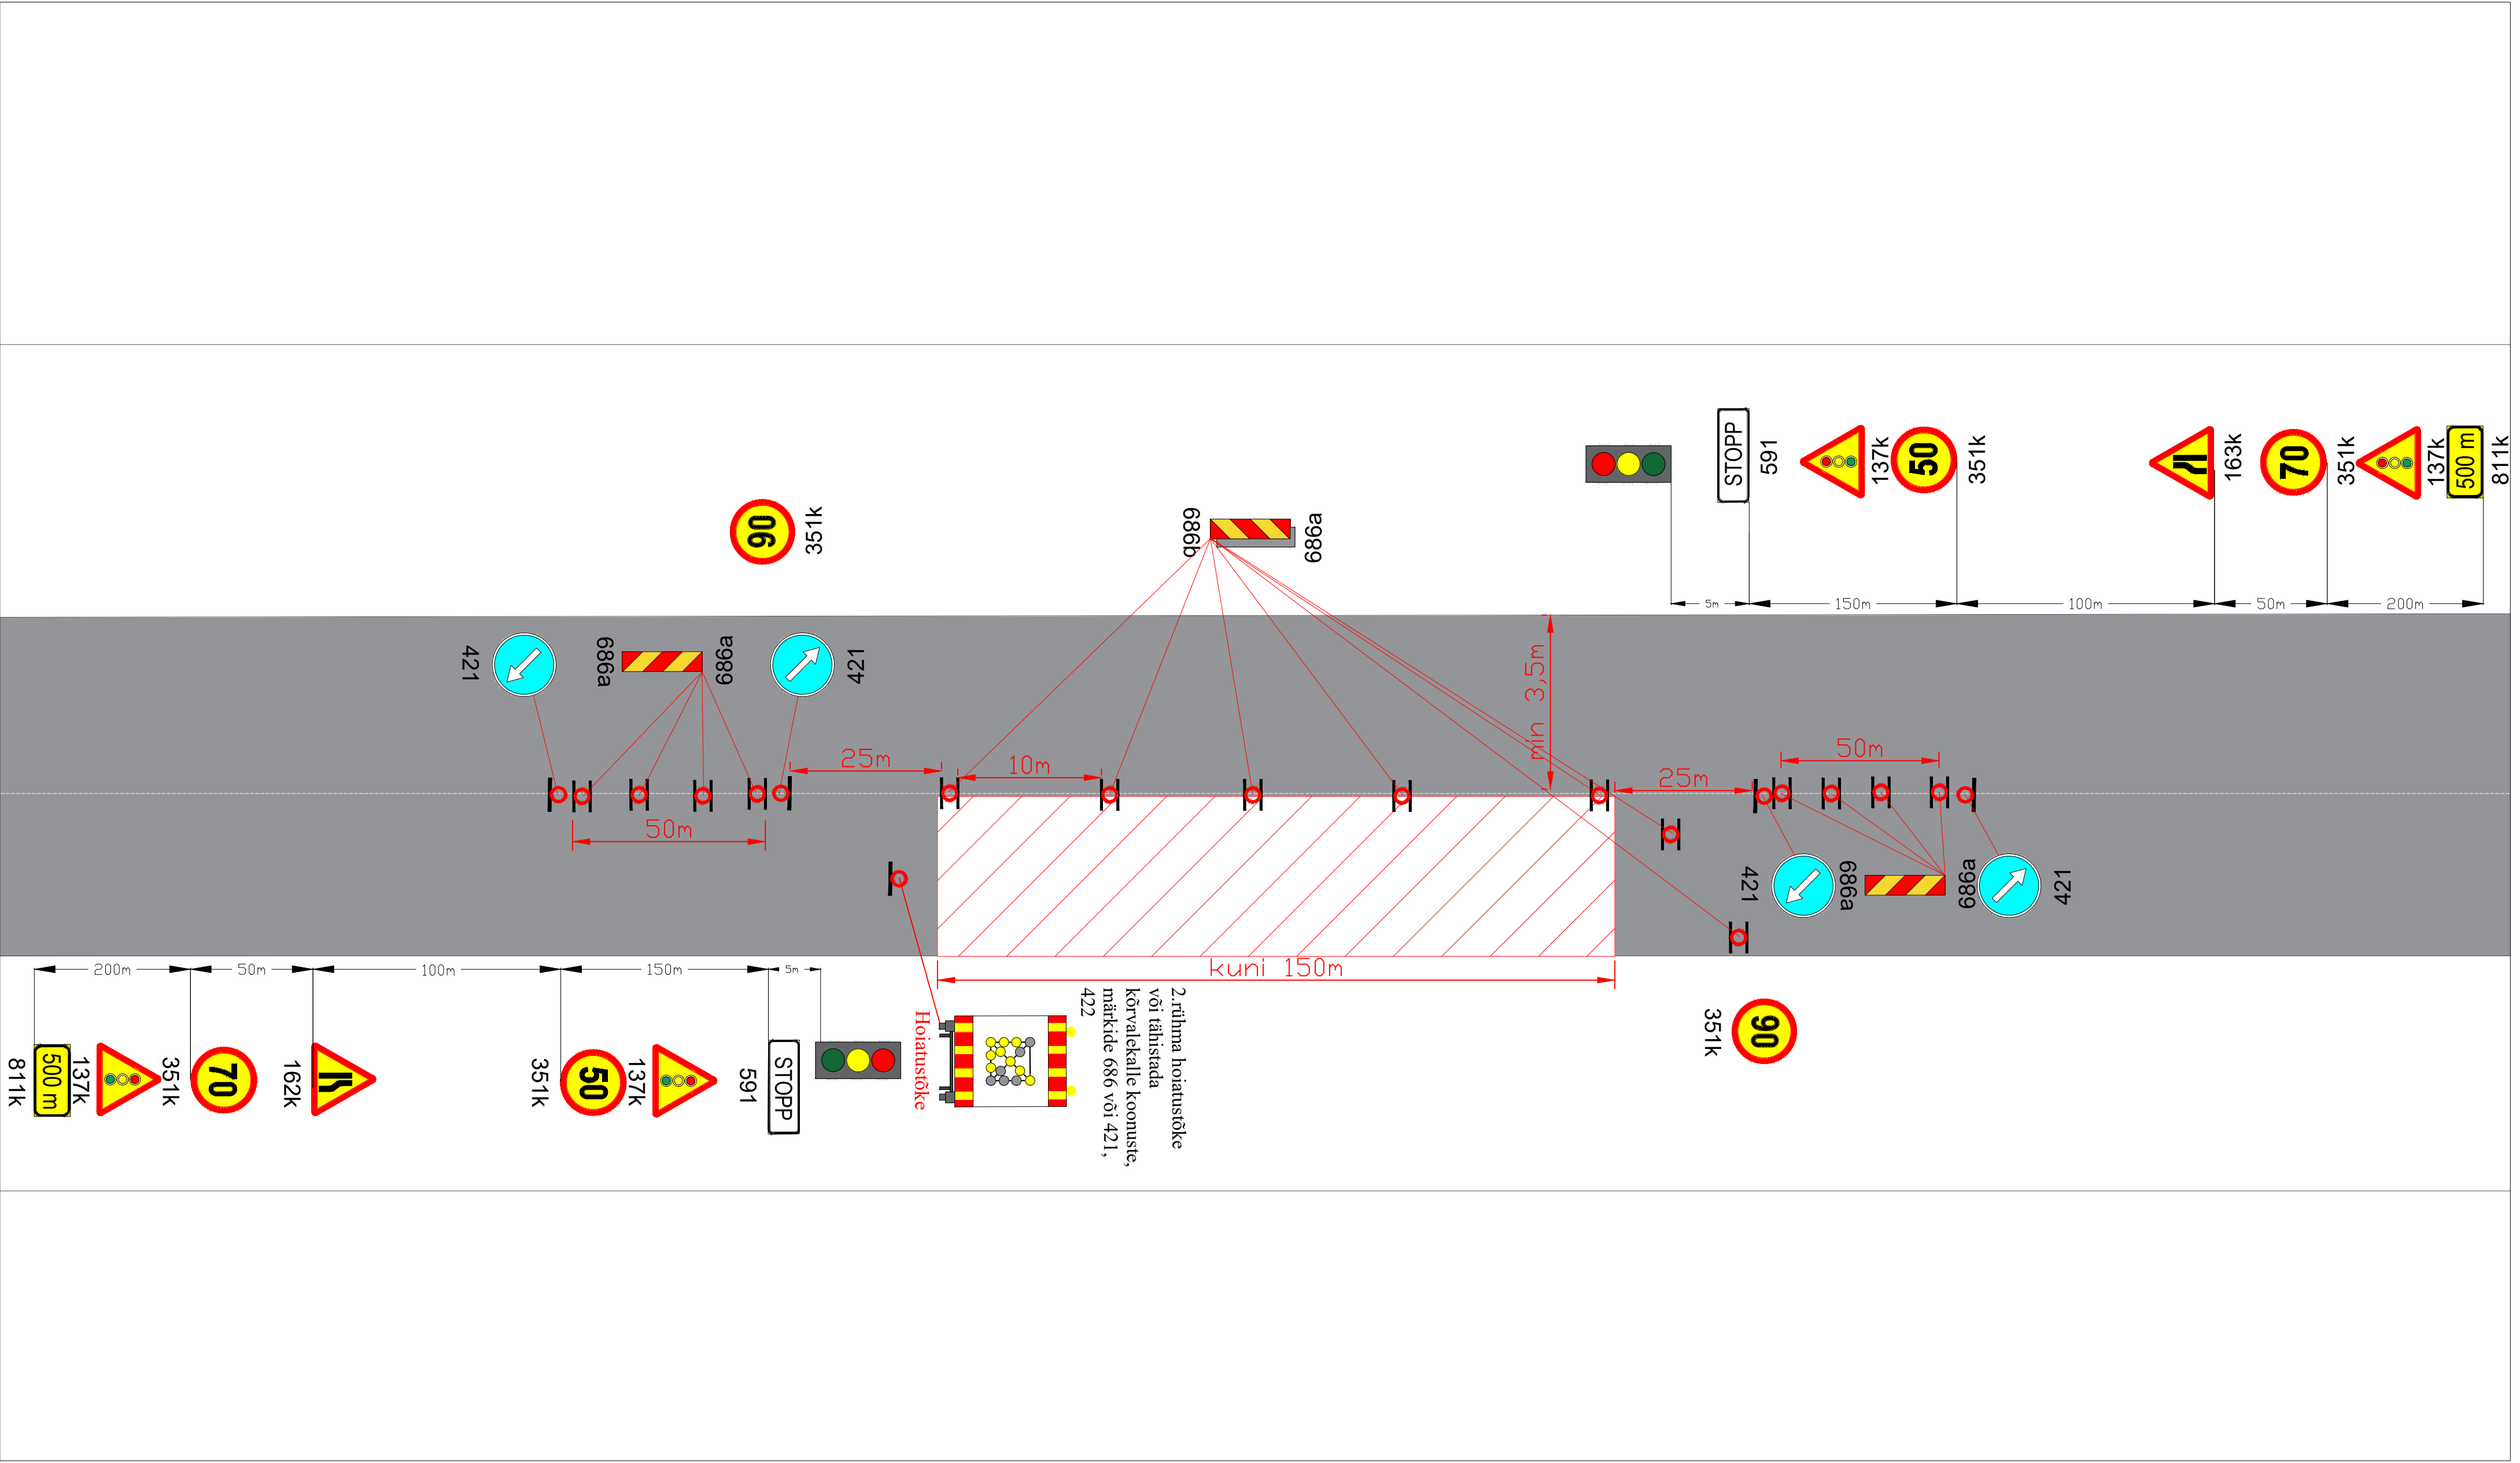 STOPP
591
137k
50
351k
163k
70
351k
137k
500 m
811k
90
351k
686b
686a
5m
150m
100m
50m
200m
421
686a
686a
421
min 3,5m
25m
10m
50m
25m
50m
421
686a
686a
421
kuni 150m
200m
50m
100m
150m
5m
811k
500 m
137k
351k
70
162k
351k
50
137k
591
STOPP
Hoiatustõke
2.rühma hoiatustõke
või tähistada
kõrvalekalle koonuste,
märkide 686 või 421,
422
351k
90